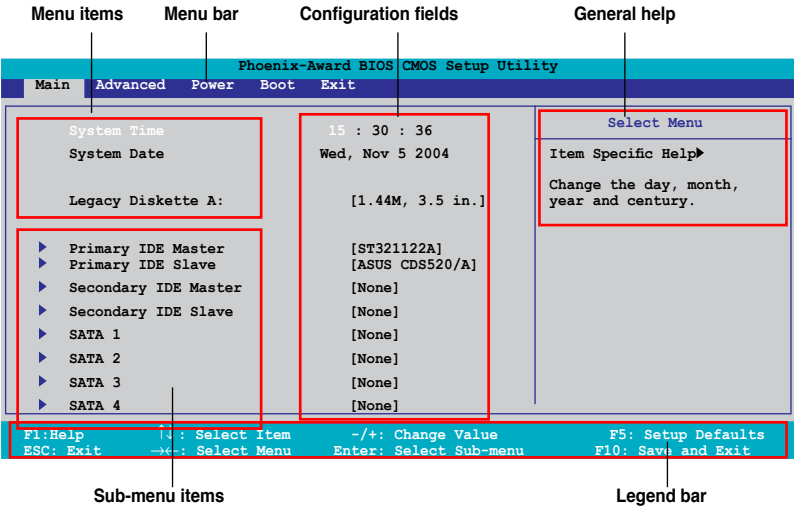 Menu items Menu bar Configuration fields General help
Phoenix-Award BIOS CMOS Setup Utility
Main Advanced Power Boot Exit
System Time 15 : 30 : 36
Select Menu
System Date Wed, Nov 5 2004
Item Specific Help
Change the day, month,
year and century.
Legacy Diskette A: [1.44M, 3.5 in.]
Primary IDE Master [ST321122A]
Primary IDE Slave [ASUS CDS520/A]
Secondary IDE Master [None]
Secondary IDE Slave [None]
SATA 1 [None]
SATA 2 [None]
SATA 3 [None]
SATA 4 [None]
F1:Help ↑↓: Select Item -/+: Change Value F5: Setup Defaults
ESC: Exit →←: Select Menu Enter: Select Sub-menu F10: Save and Exit
Sub-menu items Legend bar